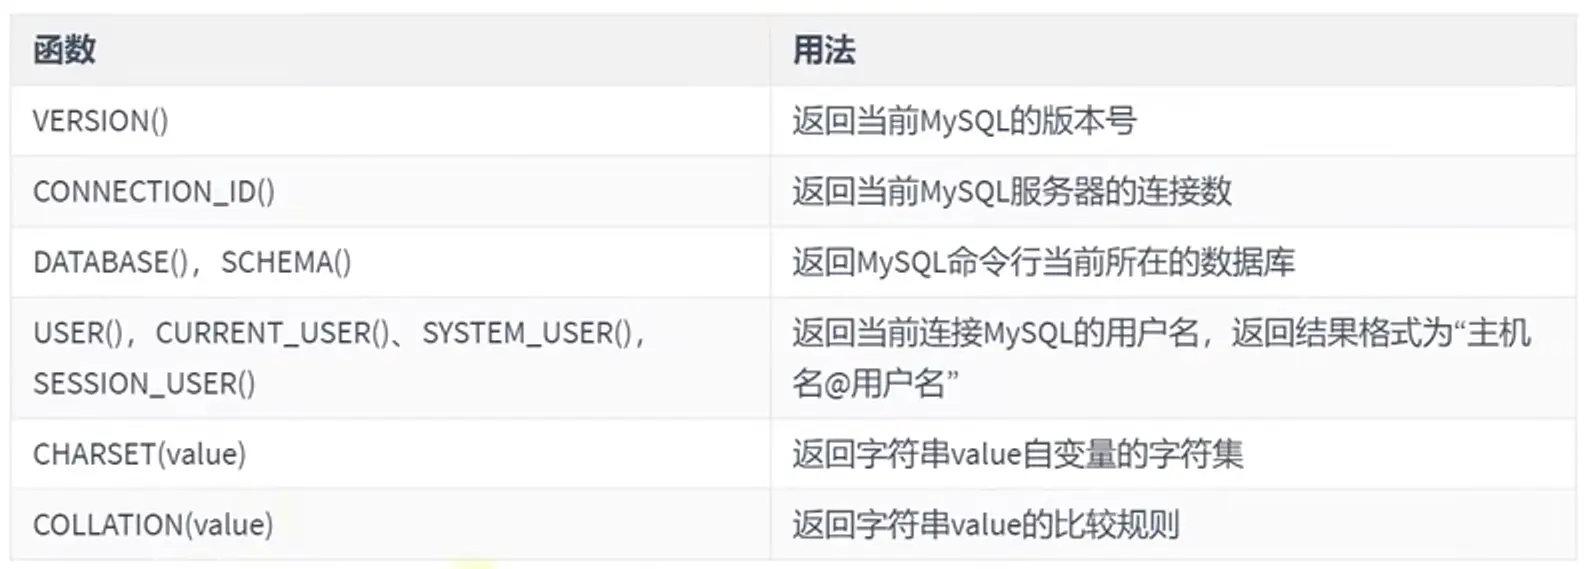 函数 用法
VERSION() 返回当前MySQL的版本号
CONNECTION_ID() 返回当前MySQL服务器的连接数
DATABASE()，SCHEMA() 返回MySQL命令行当前所在的数据库
USER()，CURRENT_USER()、SYSTEM_USER()，
SESSION_USER()
返回当前连接MySQL的用户名，返回结果格式为“主机
名@用户名”
CHARSET(value) 返回字符串value自变量的字符集
COLLATION(value) 返回字符串value的比较规则